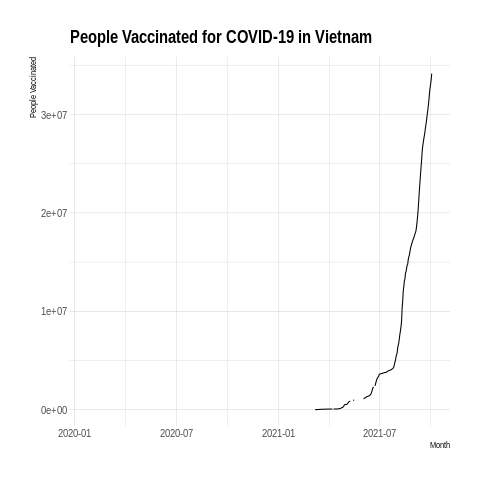 People Vaccinated for COVID-19 in Vietnam
People Vaccinated
3e+07
2e+07
1e+07
0e+00
2020-01 2020-07 2021-01 2021-07
Month